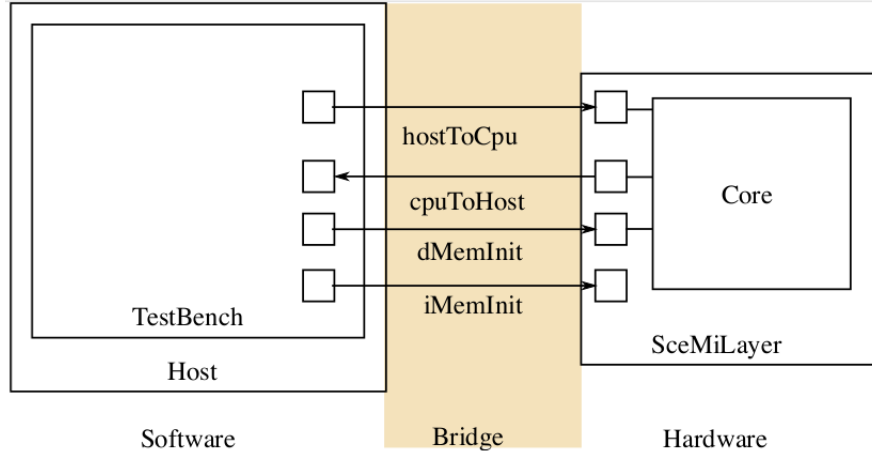 hostToCpu
cpuToHost
Core
dMemInit
iMemInit
TestBench
SceMiLayer
Host
Software
Bridge
Hardware